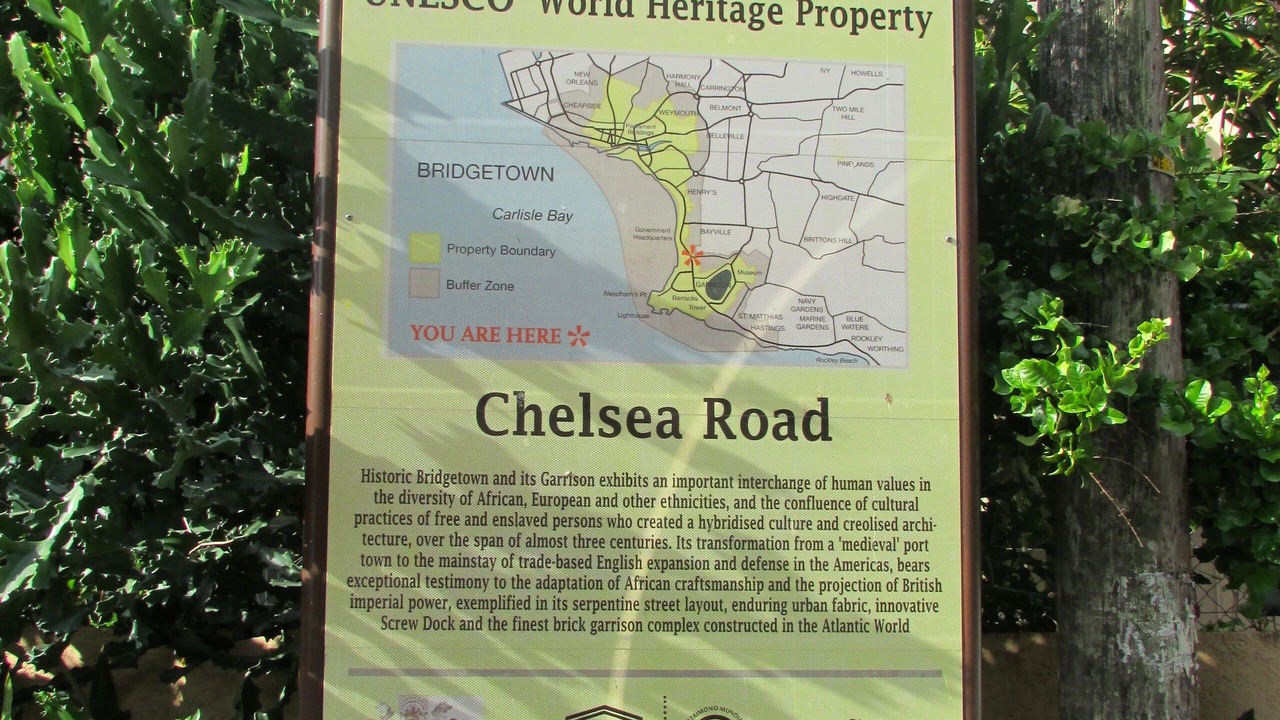 UNESCO World Heritage Property
NEW
ORLEANS
HARMONY
HALL
IVY
HOWELLS
CARRINGTON
CHEAPSIDE
WEYMOUTH
BELMONT
TWO MILE
HILL
Parliament
Buildings
BELLEVILLE
PINELANDS
BRIDGETOWN
HENRY'S
HIGHGATE
Carlisle Bay
Government
Headquarters
BAYVILLE
BRITTONS HILL
Property Boundary
Museum
Buffer Zone
Needham's Pt
Barracks
Tower
Lighthouse
NAVY
GARDENS
ST. MATTHIAS
HASTINGS
MARINE
GARDENS
BLUE
WATERS
ROCKLEY
WORTHING
Rockley Beach
YOU ARE HERE *
Chelsea Road
Historic Bridgetown and its Garrison exhibits an important interchange of human values in
the diversity of African, European and other ethnicities, and the confluence of cultural
practices of free and enslaved persons who created a hybridised culture and creolised archi-
tecture, over the span of almost three centuries. Its transformation from a 'medieval' port
town to the mainstay of trade-based English expansion and defense in the Americas, bears
exceptional testimony to the adaptation of African craftsmanship and the projection of British
imperial power, exemplified in its serpentine street layout, enduring urban fabric, innovative
Screw Dock and the finest brick garrison complex constructed in the Atlantic World